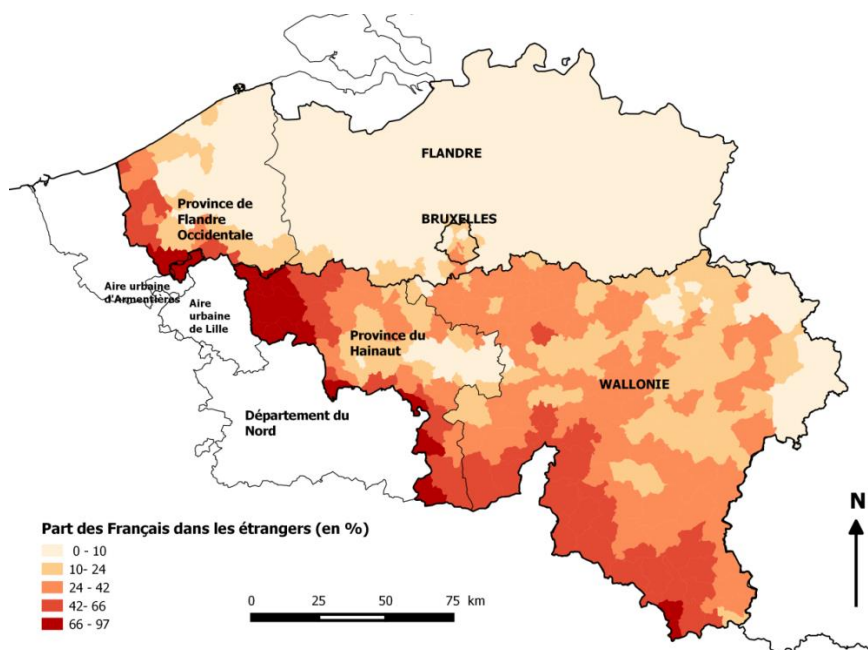 FLANDRE
BRUXELLES
Province de
Flandre
Occidentale
Aire urbaine
d'Armentières
Aire
urbaine
de Lille
Province du
Hainaut
WALLONIE
Département du
Nord
Part des Français dans les étrangers (en %)
0 - 10
10- 24
24 - 42
42- 66
66 - 97
0 25 50 75 km
N